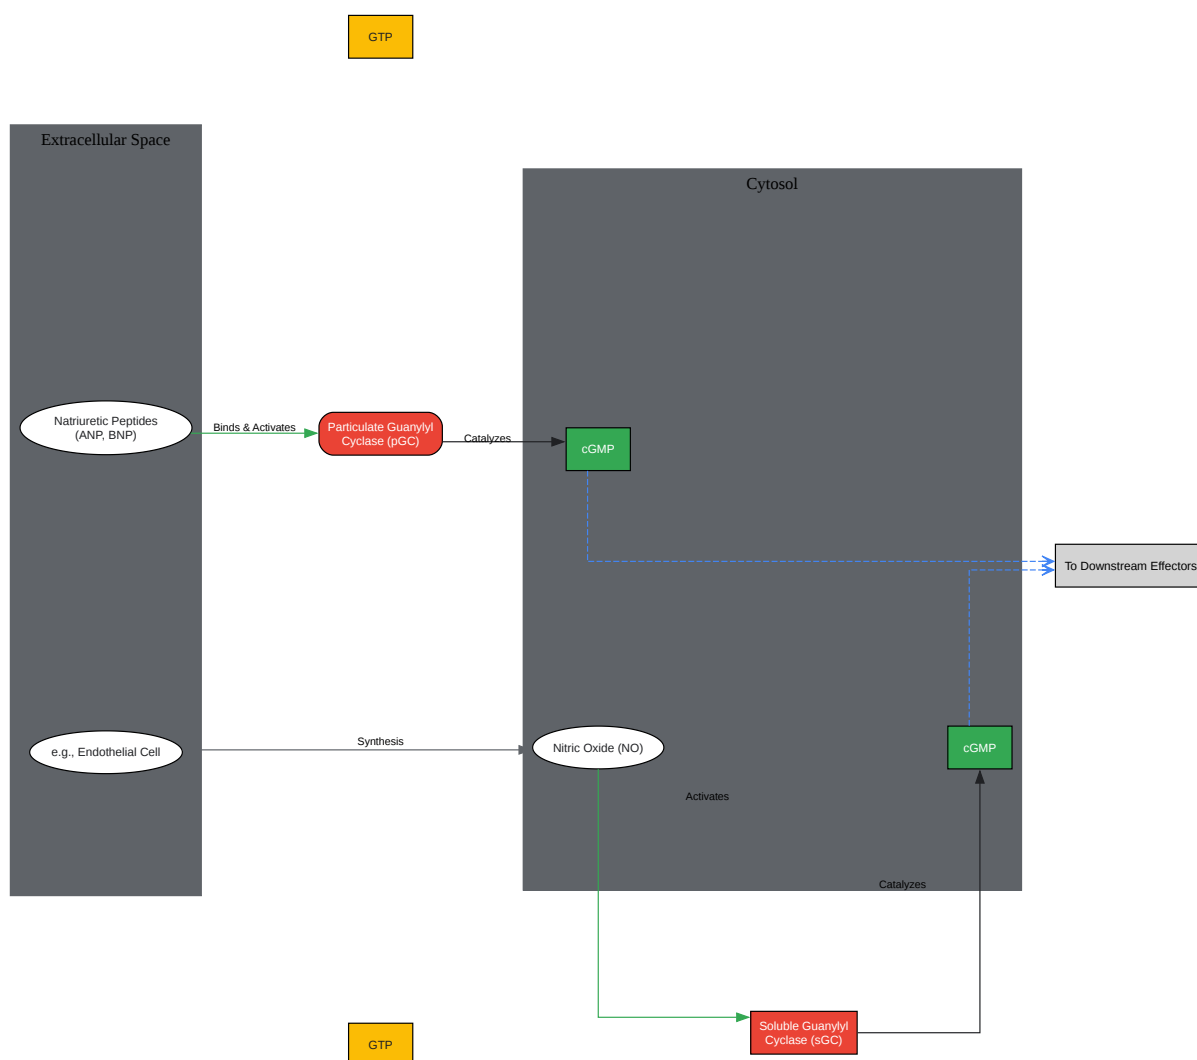 GTP
Extracellular Space
Cytosol
Natriuretic Peptides
(ANP, BNP)
Binds & Activates
Particulate Guanylyl
Cyclase (pGC)
Catalyzes
cGMP
To Downstream Effectors
e.g., Endothelial Cell
Synthesis
Nitric Oxide (NO)
cGMP
Activates
Catalyzes
Soluble Guanylyl
Cyclase (sGC)
GTP